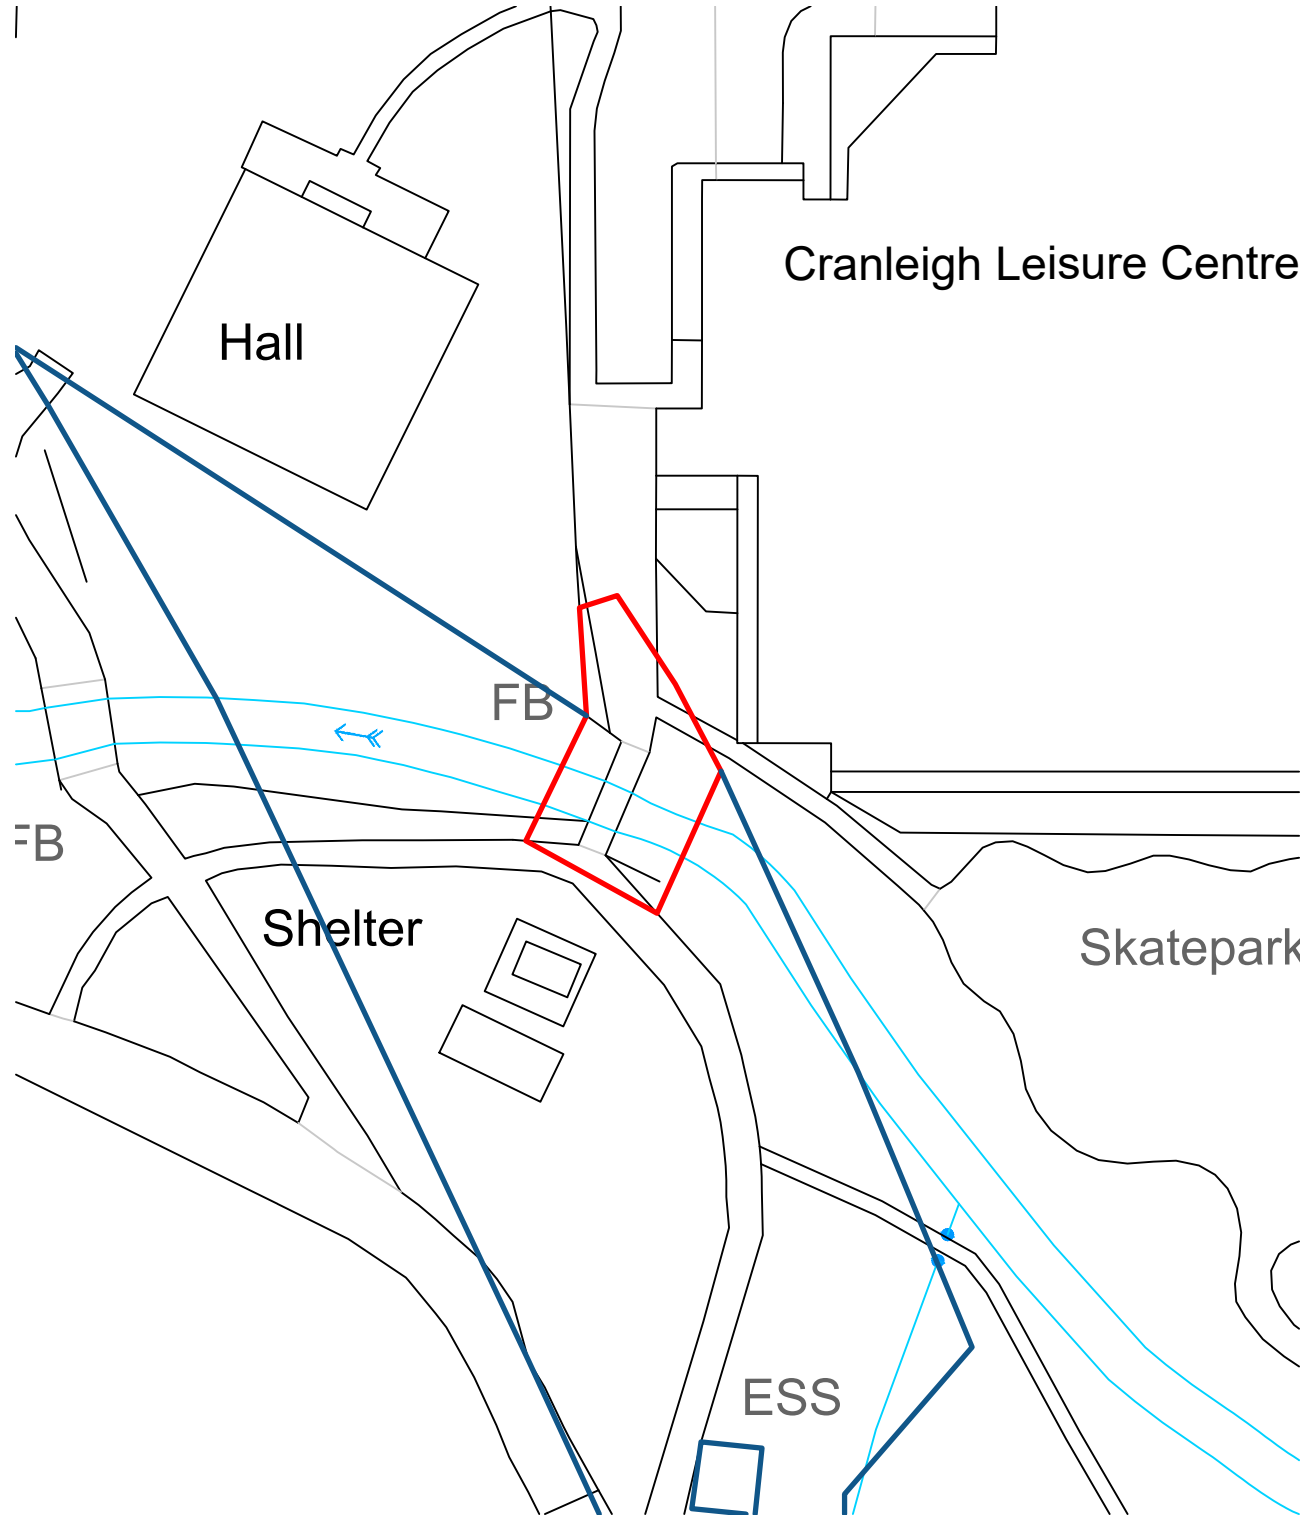 Cranleigh Leisure Centre
Hall
FB
FB
Shelter
Skatepark
ESS